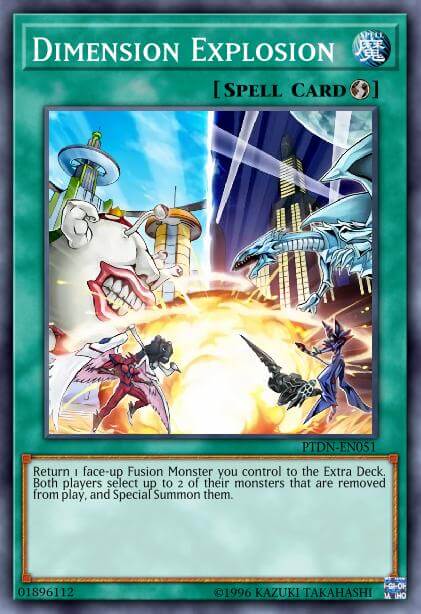 DIMENSION EXPLOSION
SPELL
魔
[SPELL CARD]
PTDN-EN051
Return 1 face-up Fusion Monster you control to the Extra Deck.
Both players select up to 2 of their monsters that are removed
from play, and Special Summon them.
01896112
©1996 KAZUKI TAKAHASHI